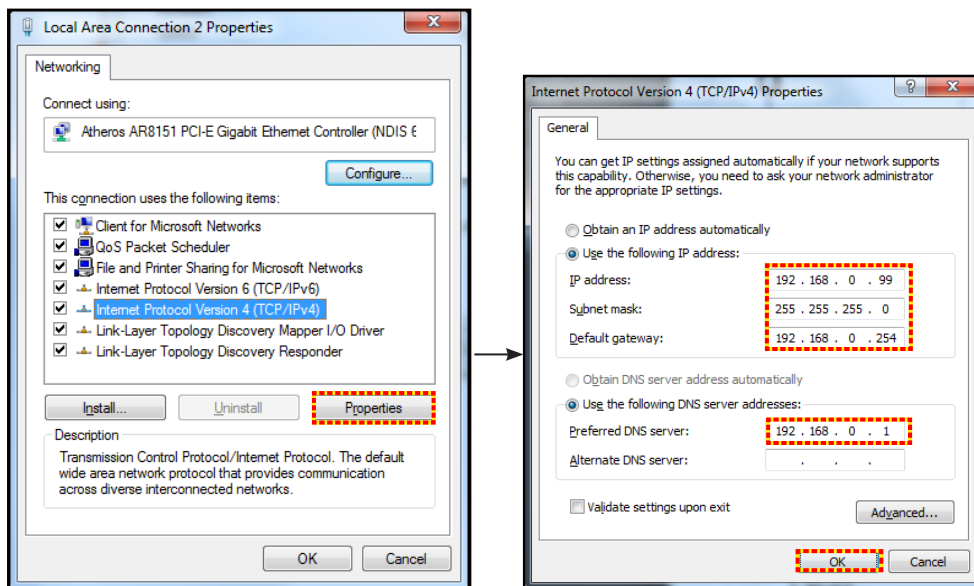 Local Area Connection 2 Properties
Networking
Connect using:
Atheros AR8151 PCI-E Gigabit Ethernet Controller (NDIS 6
Configure...
This connection uses the following items:
Client for Microsoft Networks
QoS Packet Scheduler
File and Printer Sharing for Microsoft Networks
Internet Protocol Version 6 (TCP/IPv6)
Internet Protocol Version 4 (TCP/IPv4)
Link-Layer Topology Discovery Mapper I/O Driver
Link-Layer Topology Discovery Responder
Install...
Uninstall
Properties
Description
Transmission Control Protocol/Internet Protocol. The default
wide area network protocol that provides communication
across diverse interconnected networks.
OK
Cancel
Internet Protocol Version 4 (TCP/IPv4) Properties
General
You can get IP settings assigned automatically if your network supports
this capability. Otherwise, you need to ask your network administrator
for the appropriate IP settings.
Obtain an IP address automatically
Use the following IP address:
IP address: 192 . 168 . 0 . 99
Subnet mask: 255 . 255 . 255 . 0
Default gateway: 192 . 168 . 0 . 254
Obtain DNS server address automatically
Use the following DNS server addresses:
Preferred DNS server: 192 . 168 . 0 . 1
Alternate DNS server: . . .
Validate settings upon exit
Advanced...
OK
Cancel